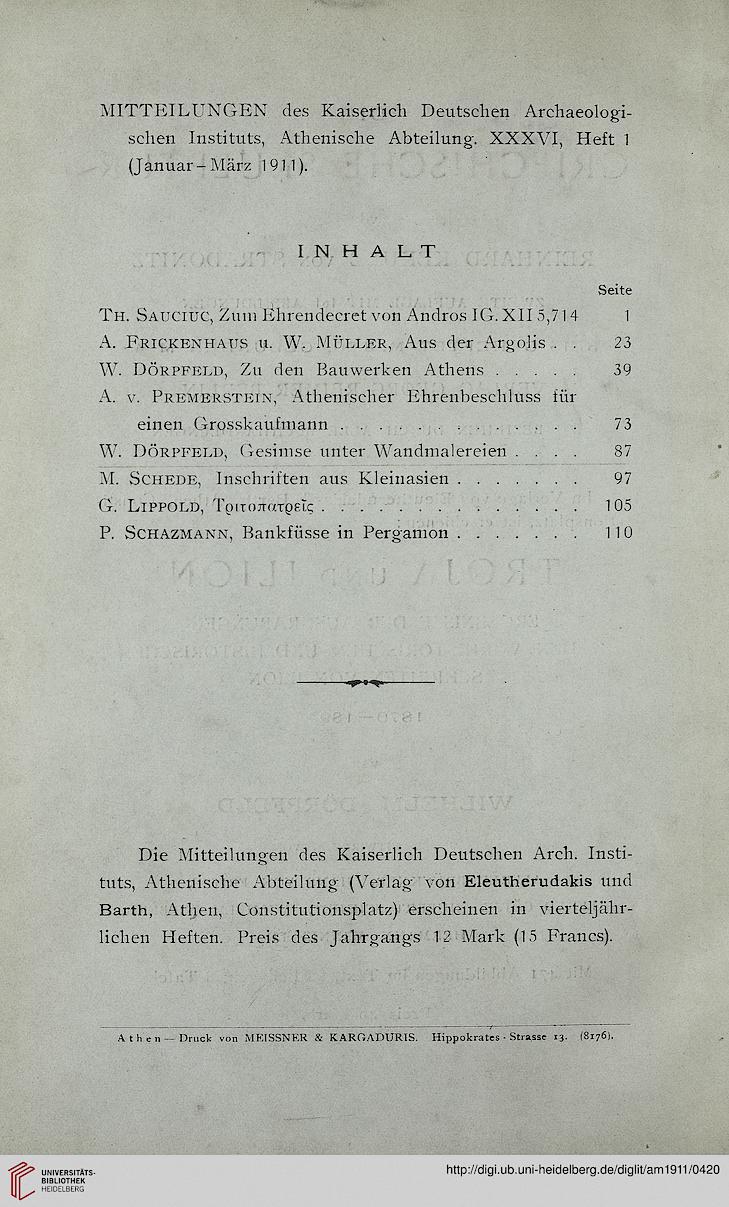 MITTEILUNGEN des Kaiserlich Deutschen Archaeologi-
schen Instituts, Athenische Abteilung. XXXVI, Heft 1
(Januar-März 1911).
INHALT
Seite
TH. SAUCIUC, Zum Ehrendecret von Andros IG. XII 5,714 1
A. FRICKENHAUS u. W. MÜLLER, Aus der Argolis . . 23
W. DÖRPFELD, Zu den Bauwerken Athens . . . . . 39
A. v. PREMERSTEIN, Athenischer Ehrenbeschluss für
einen Grosskaufmann . . . . . . . . . . . . . 73
W. DÖRPFELD, Gesimse unter Wandmalereien . . . . 87
M. SCHEDE, Inschriften aus Kleinasien . . . . . . . 97
G. LIPPOLD, Τριτοπατρεῖς . . . . . . . . . . . . . . 105
P. SCHAZMANN, Bankfüsse in Pergamon . . . . . . . 110
Die Mitteilungen des Kaiserlich Deutschen Arch. Insti-
tuts, Athenische Abteilung (Verlag von Eleutherudakis und
Barth, Athen, Constitutionsplatz) erscheinen in vierteljähr-
lichen Heften. Preis des Jahrgangs 12 Mark (15 Francs).
Athen — Druck von MEISSNER & KARGADURIS. Hippokrates-Strasse 13. (8176).
UNIVERSITÄTS-
BIBLIOTHEK
HEIDELBERG
http://digi.ub.uni-heidelberg.de/diglit/am1911/0420